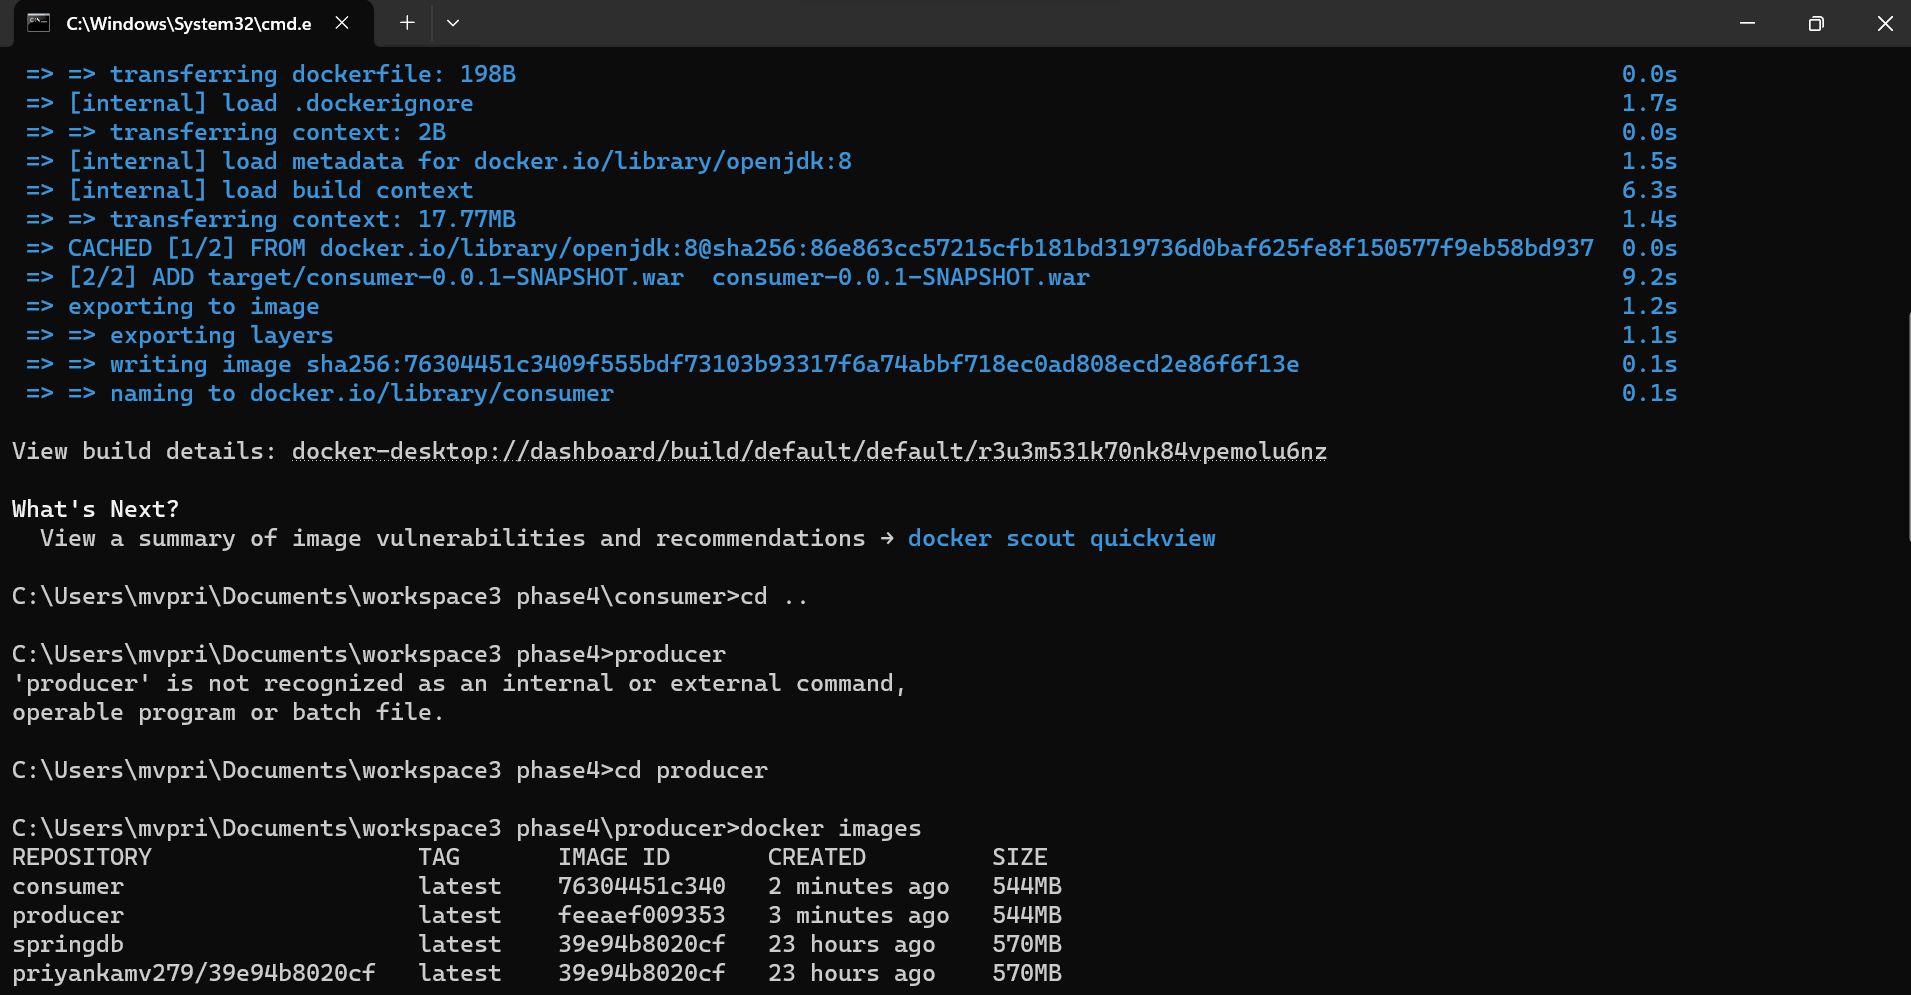 C:\Windows\System32\cmd.e
=> => transferring dockerfile: 198B 0.0s
=> [internal] load .dockerignore 1.7s
=> => transferring context: 2B 0.0s
=> [internal] load metadata for docker.io/library/openjdk:8 1.5s
=> [internal] load build context 6.3s
=> => transferring context: 17.77MB 1.4s
=> CACHED [1/2] FROM docker.io/library/openjdk:8@sha256:86e863cc57215cfb181bd319736d0baf625fe8f150577f9eb58bd937 0.0s
=> [2/2] ADD target/consumer-0.0.1-SNAPSHOT.war  consumer-0.0.1-SNAPSHOT.war 9.2s
=> exporting to image 1.2s
=> => exporting layers 1.1s
=> => writing image sha256:76304451c3409f555bdf73103b93317f6a74abbf718ec0ad808ecd2e86f6f13e 0.1s
=> => naming to docker.io/library/consumer 0.1s
View build details: docker-desktop://dashboard/build/default/default/r3u3m531k70nk84vpemolu6nz
What's Next?
View a summary of image vulnerabilities and recommendations → docker scout quickview
C:\Users\mvpri\Documents\workspace3 phase4\consumer>cd ..
C:\Users\mvpri\Documents\workspace3 phase4>producer
'producer' is not recognized as an internal or external command,
operable program or batch file.
C:\Users\mvpri\Documents\workspace3 phase4>cd producer
C:\Users\mvpri\Documents\workspace3 phase4\producer>docker images
REPOSITORY TAG IMAGE ID CREATED SIZE
consumer latest 76304451c340 2 minutes ago 544MB
producer latest feeaef009353 3 minutes ago 544MB
springdb latest 39e94b8020cf 23 hours ago 570MB
priyankamv279/39e94b8020cf latest 39e94b8020cf 23 hours ago 570MB